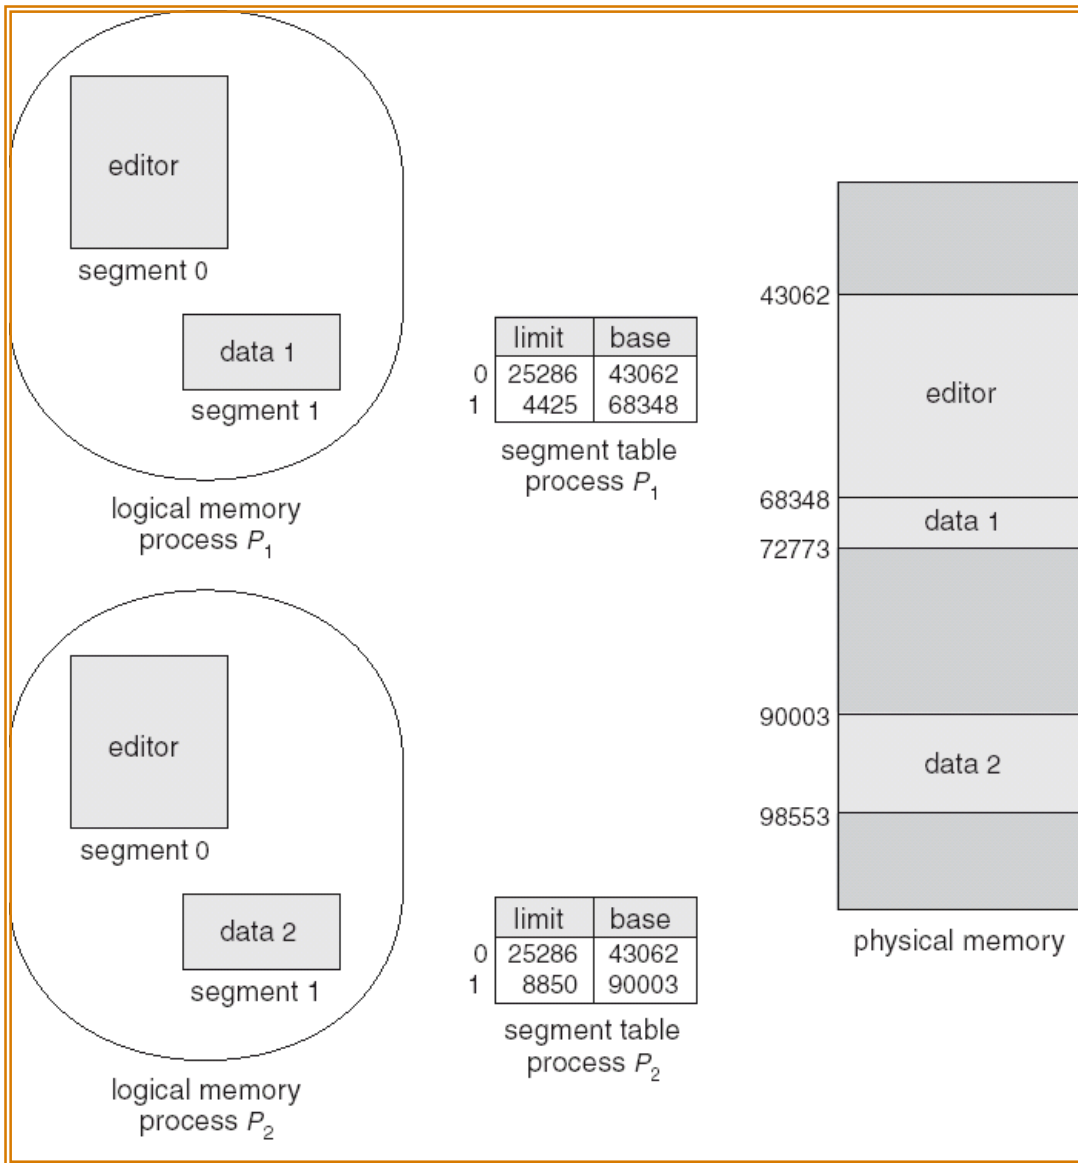 editor
segment 0
data 1
segment 1
logical memory
process P1
limit base
0 25286 43062
1 4425 68348
segment table
process P1
editor
segment 0
data 2
segment 1
logical memory
process P2
limit base
0 25286 43062
1 8850 90003
segment table
process P2
43062
editor
68348
data 1
72773
90003
data 2
98553
physical memory